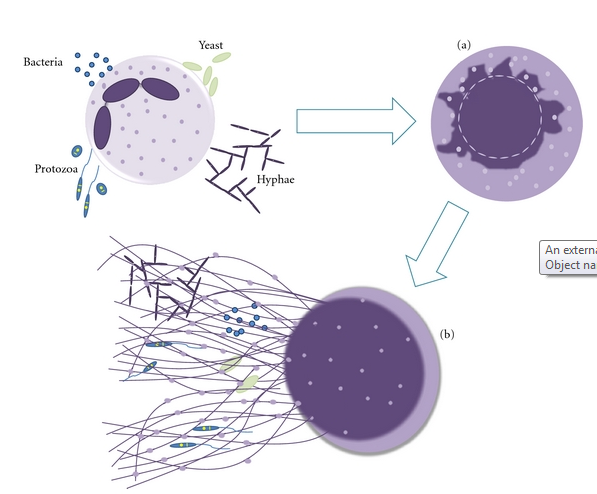 Yeast
(a)
Bacteria
Protozoa
Hyphae
An externa
Object na
(b)